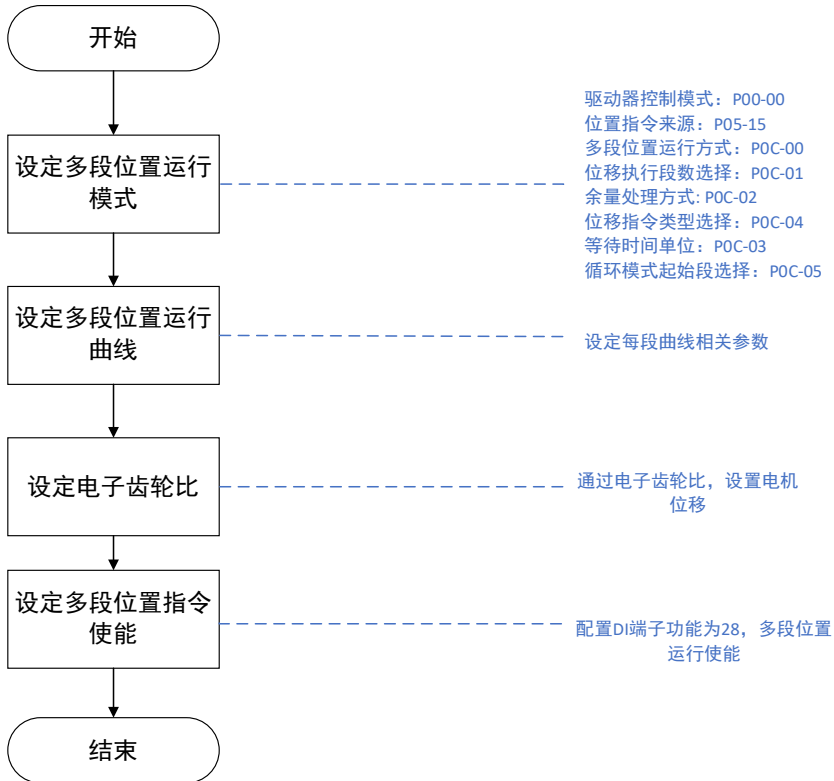 开始
设定多段位置运行
模式
驱动器控制模式：P00-00
位置指令来源：P05-15
多段位置运行方式：P0C-00
位移执行段数选择：P0C-01
余量处理方式: P0C-02
位移指令类型选择：P0C-04
等待时间单位：P0C-03
循环模式起始段选择：P0C-05
设定多段位置运行
曲线
设定每段曲线相关参数
设定电子齿轮比
通过电子齿轮比，设置电机
位移
设定多段位置指令
使能
配置DI端子功能为28，多段位置
运行使能
结束